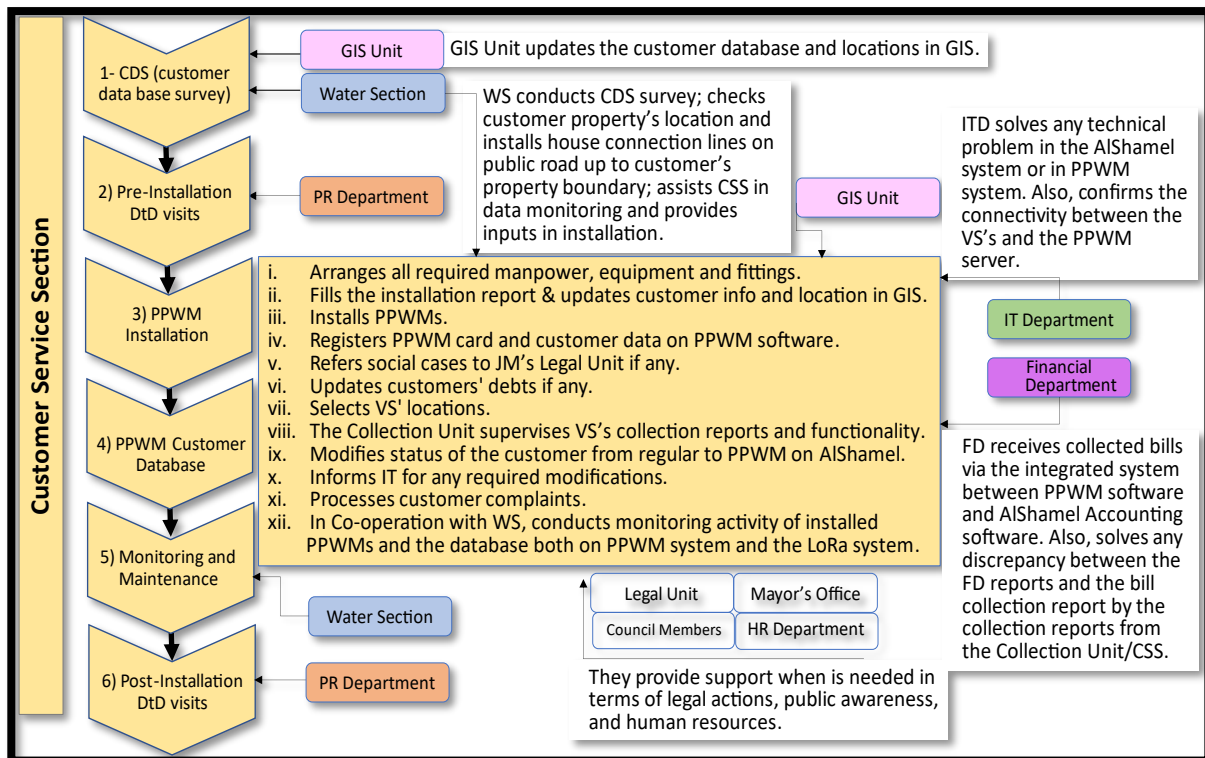 Customer Service Section
1- CDS (customer
data base survey)
GIS Unit
GIS Unit updates the customer database and locations in GIS.
Water Section
WS conducts CDS survey; checks
customer property's location and
installs house connection lines on
public road up to customer's
property boundary; assists CSS in
data monitoring and provides
inputs in installation.
2) Pre-Installation
DtD visits
PR Department
GIS Unit
ITD solves any technical
problem in the AlShamel
system or in PPWM
system. Also, confirms the
connectivity between the
VS's and the PPWM
server.
3) PPWM
Installation
i. Arranges all required manpower, equipment and fittings.
ii. Fills the installation report & updates customer info and location in GIS.
iii. Installs PPWMs.
iv. Registers PPWM card and customer data on PPWM software.
v. Refers social cases to JM's Legal Unit if any.
vi. Updates customers' debts if any.
vii. Selects VS' locations.
viii. The Collection Unit supervises VS's collection reports and functionality.
ix. Modifies status of the customer from regular to PPWM on AlShamel.
x. Informs IT for any required modifications.
xi. Processes customer complaints.
xii. In Co-operation with WS, conducts monitoring activity of installed
PPWMs and the database both on PPWM system and the LoRa system.
IT Department
Financial
Department
FD receives collected bills
via the integrated system
between PPWM software
and AlShamel Accounting
software. Also, solves any
discrepancy between the
FD reports and the bill
collection report by the
collection reports from
the Collection Unit/CSS.
4) PPWM Customer
Database
5) Monitoring and
Maintenance
Water Section
Legal Unit
Mayor's Office
Council Members
HR Department
They provide support when is needed
in terms of legal actions, public awareness,
and human resources.
6) Post-Installation
DtD visits
PR Department